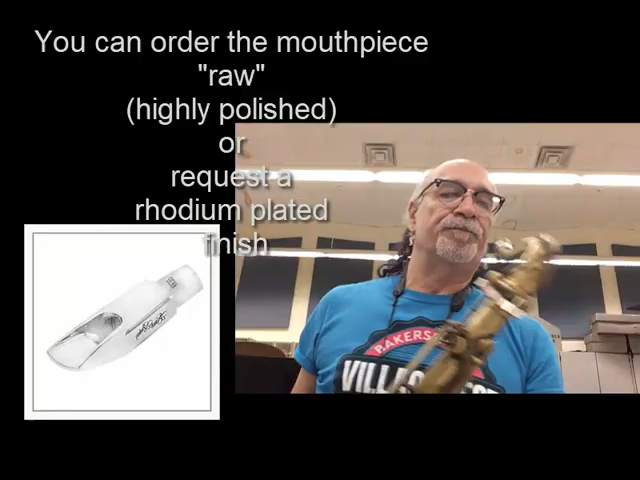 You can order the mouthpiece
"raw"
(highly polished)
or
request a
rhodium plated
finish